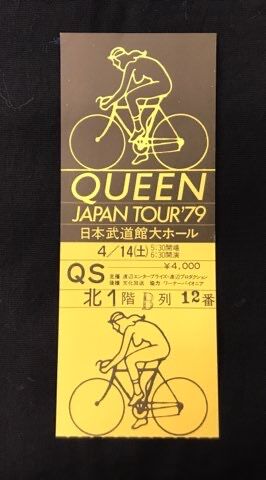 QUEEN
JAPAN TOUR'79
日本武道館大ホール
4/14(土) 5:30開場
6:30開演
QS ¥4,000
主催 渡辺エンタープライズ・渡辺プロダクション
後援 文化放送 協力 ワーナーパイオニア
北1階 B列 12番